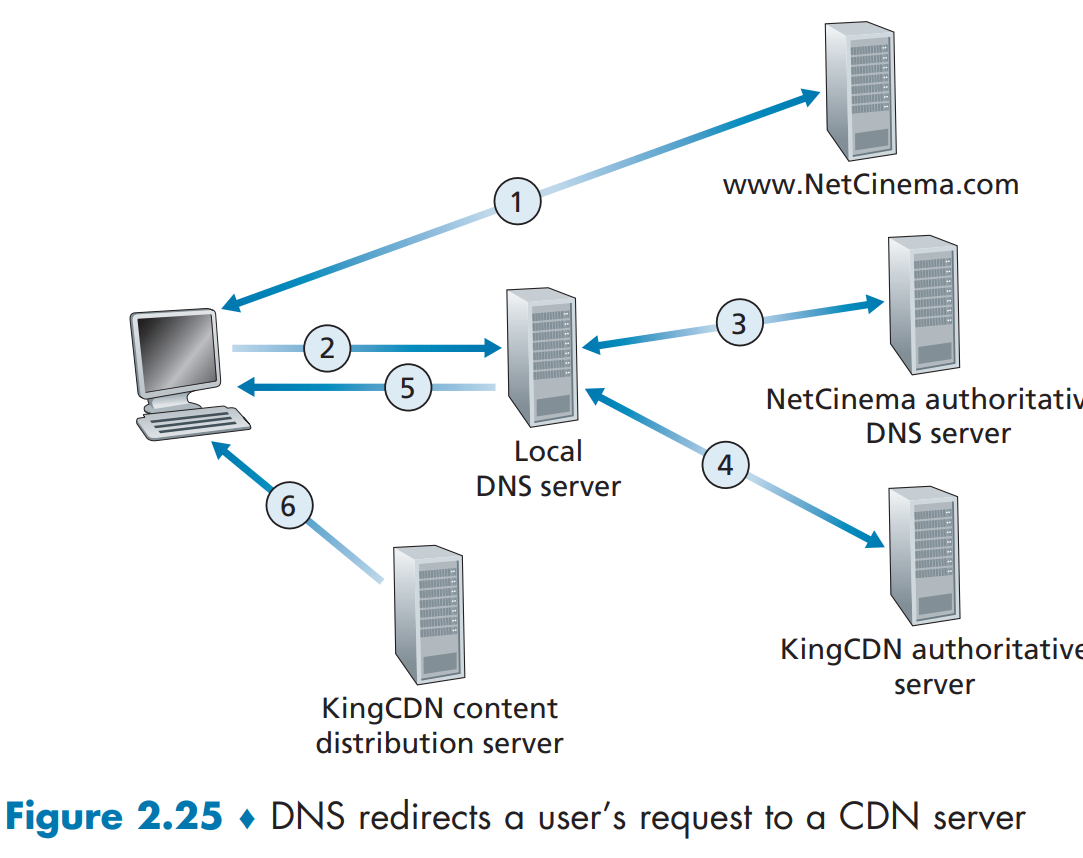 www.NetCinema.com
1
2
3
5
NetCinema authoritativ
DNS server
Local
DNS server
4
6
KingCDN authoritative
server
KingCDN content
distribution server
Figure 2.25 ♦ DNS redirects a user's request to a CDN server